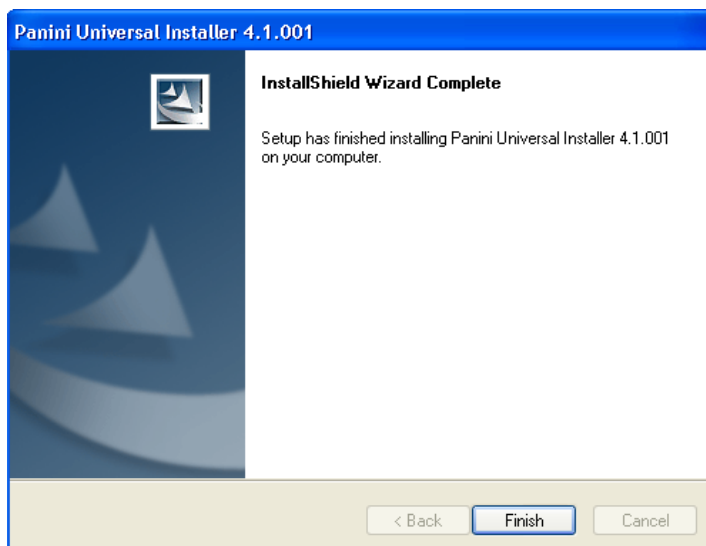 Panini Universal Installer 4.1.001
InstallShield Wizard Complete
Setup has finished installing Panini Universal Installer 4.1.001
on your computer.
< Back Finish Cancel